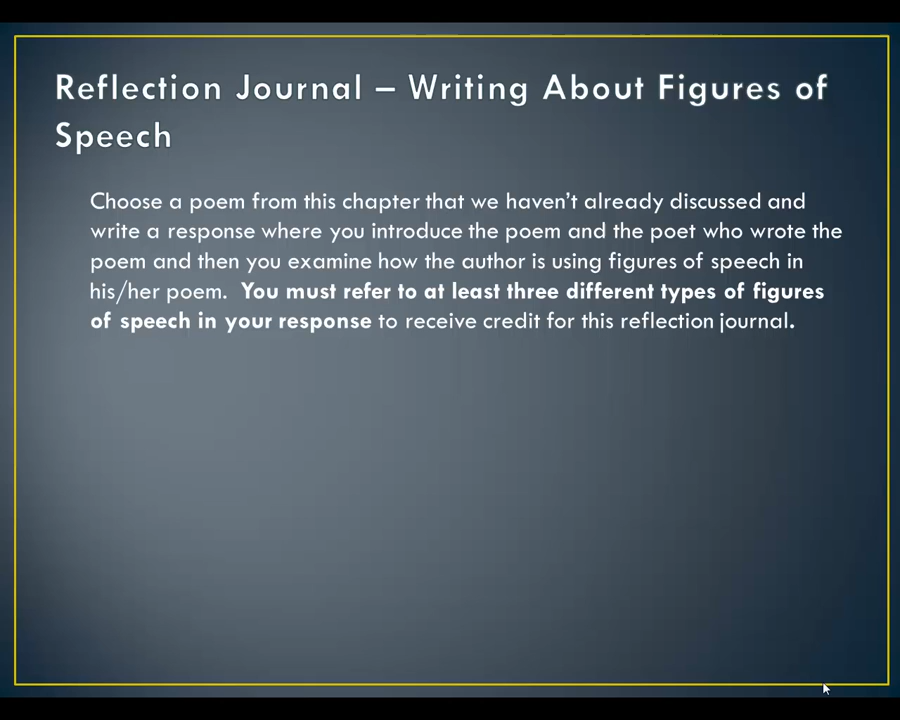 Reflection Journal – Writing About Figures of
Speech
Choose a poem from this chapter that we haven’t already discussed and
write a response where you introduce the poem and the poet who wrote the
poem and then you examine how the author is using figures of speech in
his/her poem.  You must refer to at least three different types of figures
of speech in your response to receive credit for this reflection journal.